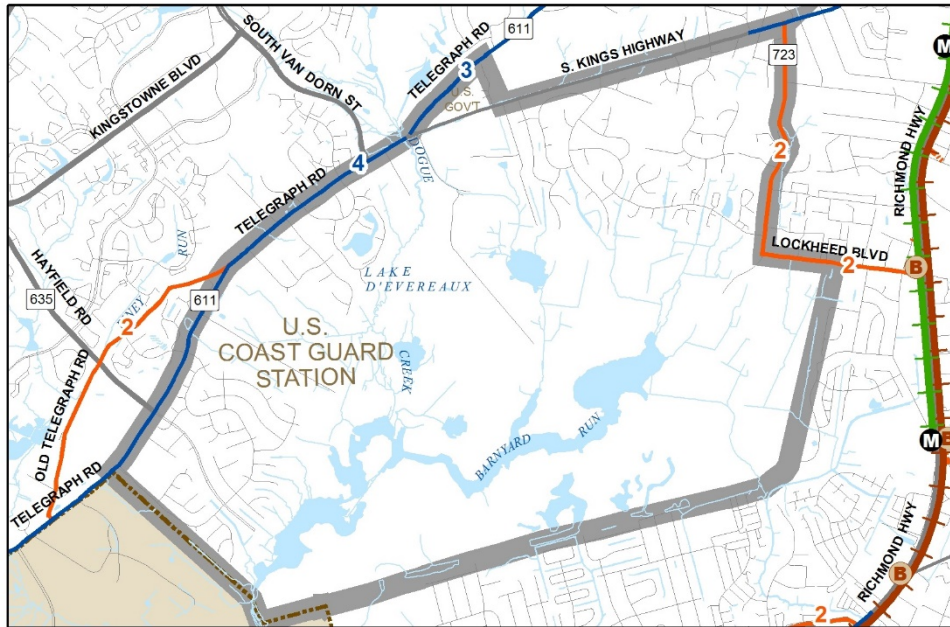 SOUTH VAN DORN ST
TELEGRAPH RD
611
3
KINGSTOWNE BLVD
S. KINGS HIGHWAY
723
M
U.S.
GOV'T
RICHMOND HWY
DOGUE
2
4
TELEGRAPH RD
LOCKHEED BLVD
2
B
RUN
HAYFIELD RD
635
611
LAKE
D'EVEREAUX
2
NEY
U.S.
COAST GUARD
STATION
CREEK
OLD TELEGRAPH RD
BARNYARD
RUN
M
B
TELEGRAPH RD
RICHMOND HWY
B
2